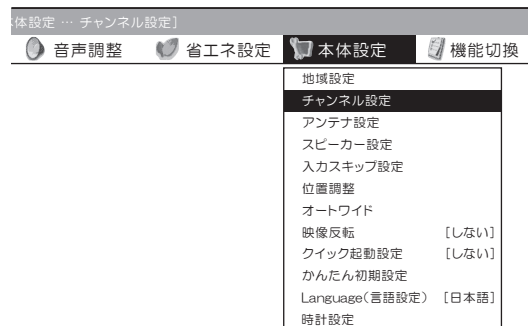 本体設定 … チャンネル設定］
音声調整 省エネ設定 本体設定 機能切換
地域設定
チャンネル設定
アンテナ設定
スピーカー設定
入力スキップ設定
位置調整
オートワイド
映像反転 ［しない］
クイック起動設定 ［しない］
かんたん初期設定
Language（言語設定） ［日本語］
時計設定